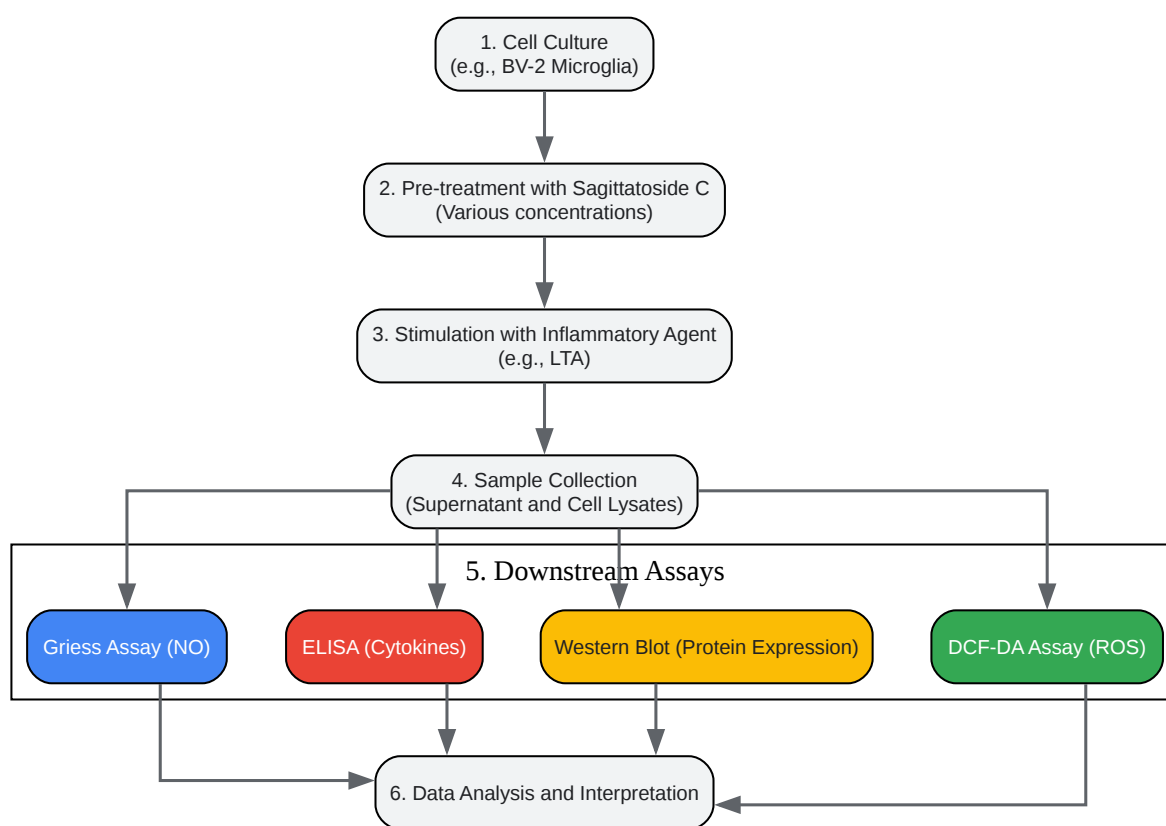 1. Cell Culture
(e.g., BV-2 Microglia)
2. Pre-treatment with Sagittatoside C
(Various concentrations)
3. Stimulation with Inflammatory Agent
(e.g., LTA)
4. Sample Collection
(Supernatant and Cell Lysates)
5. Downstream Assays
Griess Assay (NO)
ELISA (Cytokines)
Western Blot (Protein Expression)
DCF-DA Assay (ROS)
6. Data Analysis and Interpretation